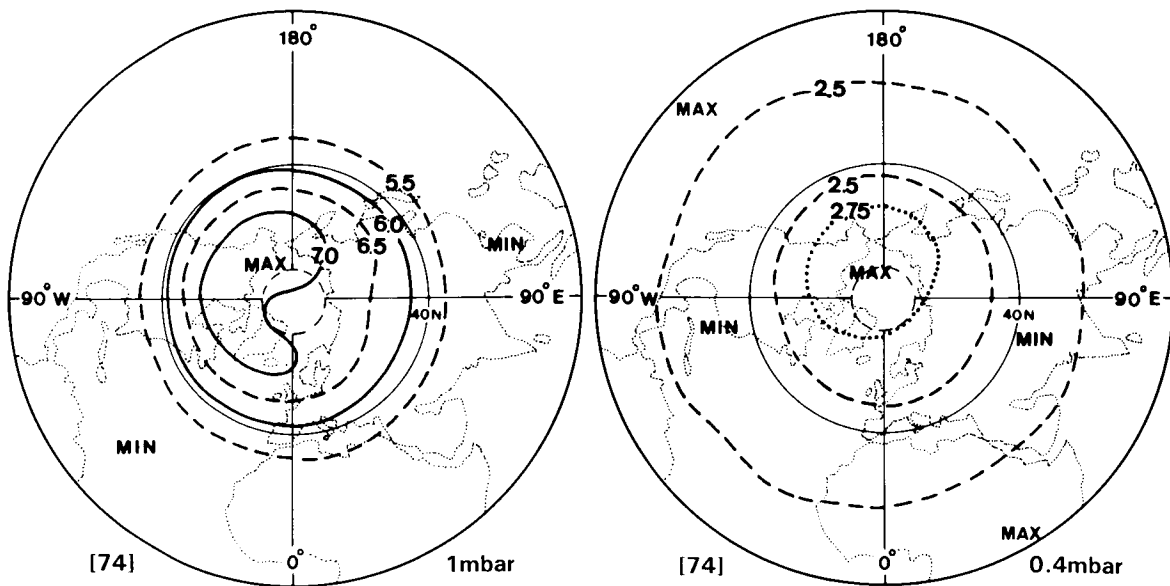 180°
5.5
6.0
6.5
7.0
MAX
MIN
90°W
90°E
40N
MIN
[74]
0°
1mbar
180°
2.5
MAX
2.5
2.75
MAX
90°W
90°E
40N
MIN
MIN
MAX
[74]
0°
0.4mbar